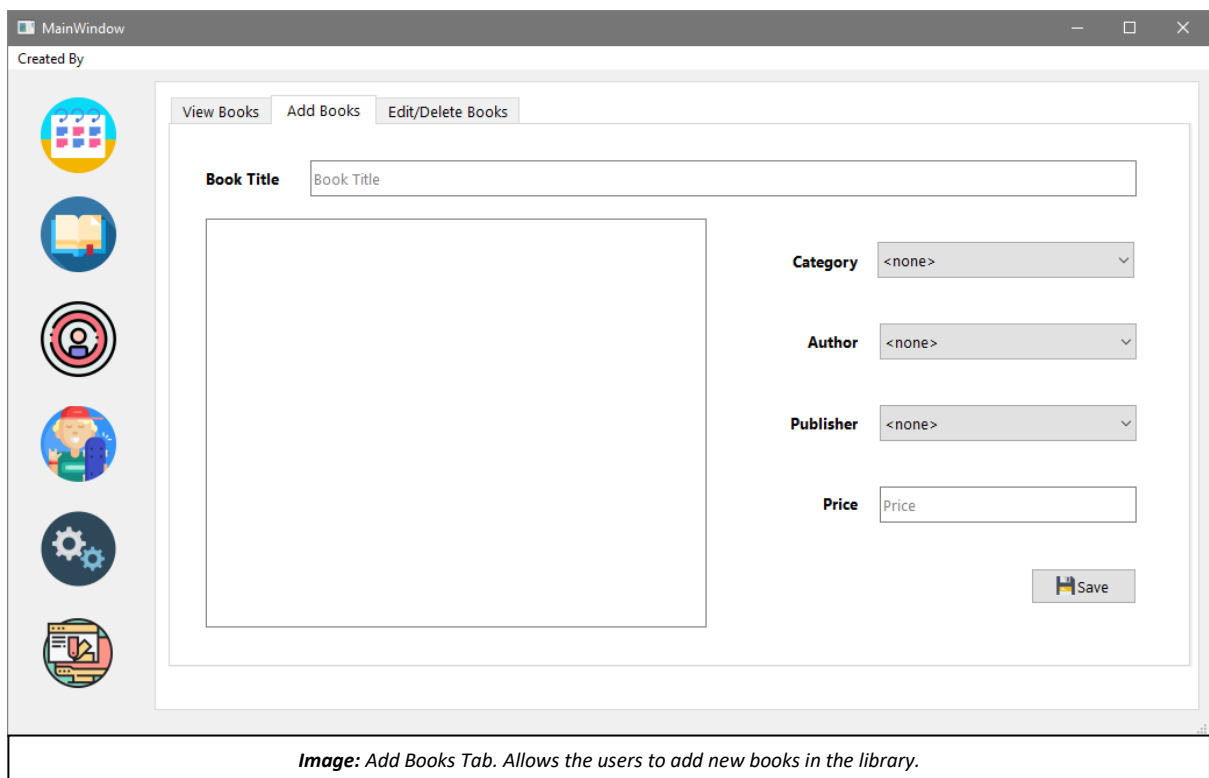 MainWindow
Created By
View Books Add Books Edit/Delete Books
Book Title Book Title
Category <none>
Author <none>
Publisher <none>
Price Price
Save
Image: Add Books Tab. Allows the users to add new books in the library.